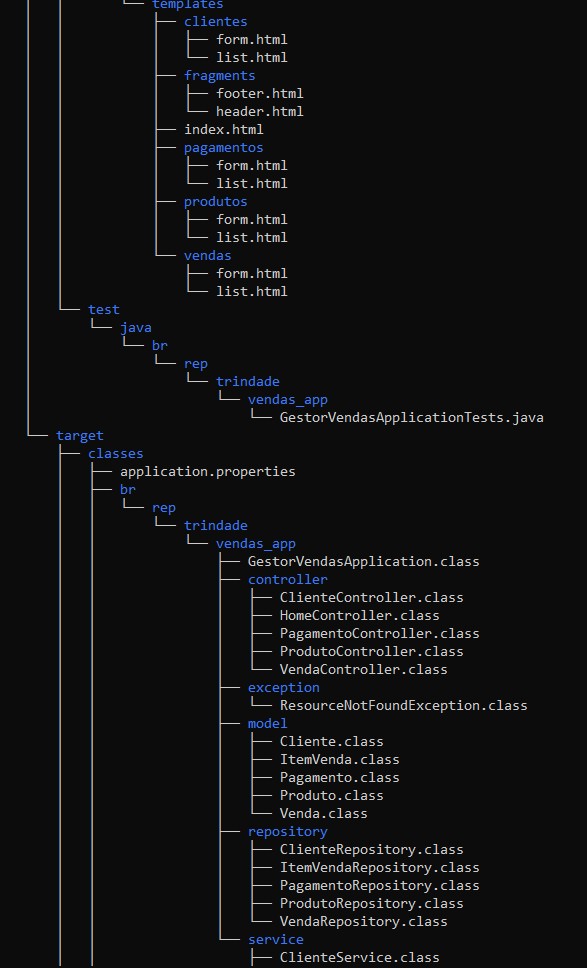 │   │       └── templates
│   │           ├── clientes
│   │           │   ├── form.html
│   │           │   └── list.html
│   │           ├── fragments
│   │           │   ├── footer.html
│   │           │   └── header.html
│   │           ├── index.html
│   │           ├── pagamentos
│   │           │   ├── form.html
│   │           │   └── list.html
│   │           ├── produtos
│   │           │   ├── form.html
│   │           │   └── list.html
│   │           └── vendas
│   │               ├── form.html
│   │               └── list.html
│   └── test
│       └── java
│           └── br
│               └── rep
│                   └── trindade
│                       └── vendas_app
│                           └── GestorVendasApplicationTests.java
└── target
    ├── classes
    │   ├── application.properties
    │   ├── br
    │   │   └── rep
    │   │       └── trindade
    │   │           └── vendas_app
    │   │               ├── GestorVendasApplication.class
    │   │               ├── controller
    │   │               │   ├── ClienteController.class
    │   │               │   ├── HomeController.class
    │   │               │   ├── PagamentoController.class
    │   │               │   ├── ProdutoController.class
    │   │               │   └── VendaController.class
    │   │               ├── exception
    │   │               │   └── ResourceNotFoundException.class
    │   │               ├── model
    │   │               │   ├── Cliente.class
    │   │               │   ├── ItemVenda.class
    │   │               │   ├── Pagamento.class
    │   │               │   ├── Produto.class
    │   │               │   └── Venda.class
    │   │               ├── repository
    │   │               │   ├── ClienteRepository.class
    │   │               │   ├── ItemVendaRepository.class
    │   │               │   ├── PagamentoRepository.class
    │   │               │   ├── ProdutoRepository.class
    │   │               │   └── VendaRepository.class
    │   │               └── service
    │   │                   ├── ClienteService.class